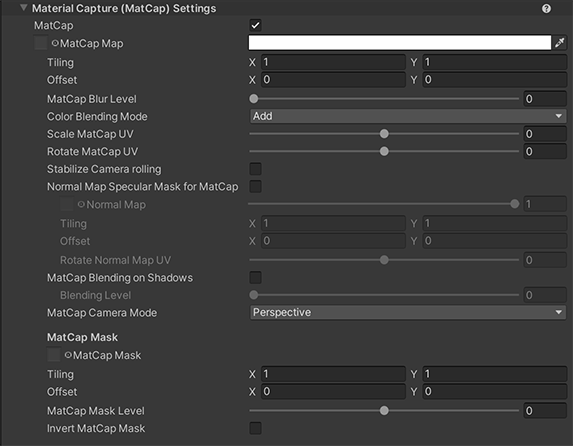 Material Capture (MatCap) Settings
MatCap
MatCap Map
Tiling X 1 Y 1
Offset X 0 Y 0
MatCap Blur Level 0
Color Blending Mode Add
Scale MatCap UV 0
Rotate MatCap UV 0
Stabilize Camera rolling
Normal Map Specular Mask for MatCap
Normal Map 1
Tiling X 1 Y 1
Offset X 0 Y 0
Rotate Normal Map UV 0
MatCap Blending on Shadows
Blending Level 0
MatCap Camera Mode Perspective
MatCap Mask
MatCap Mask
Tiling X 1 Y 1
Offset X 0 Y 0
MatCap Mask Level 0
Invert MatCap Mask